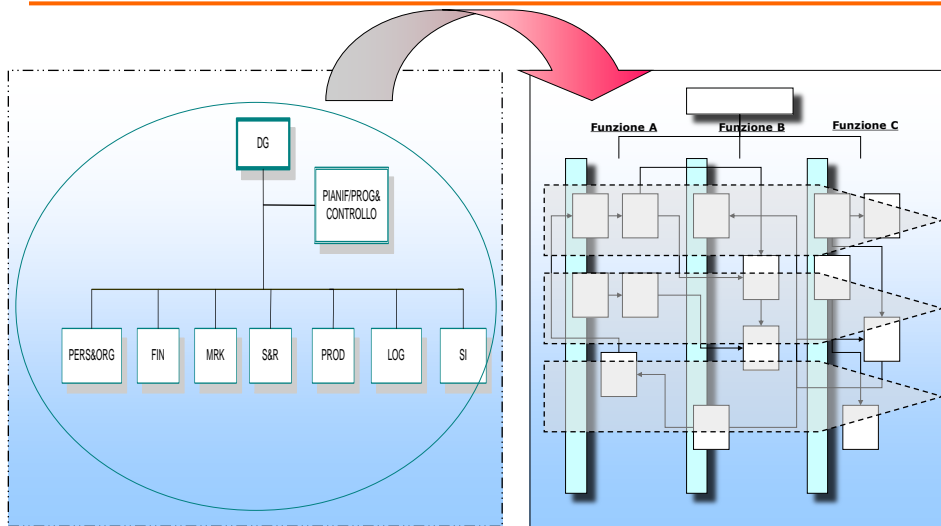 DG
PIANIF/PROG&
CONTROLLO
PERS&ORG
FIN
MRK
S&R
PROD
LOG
SI
Funzione A
Funzione B
Funzione C